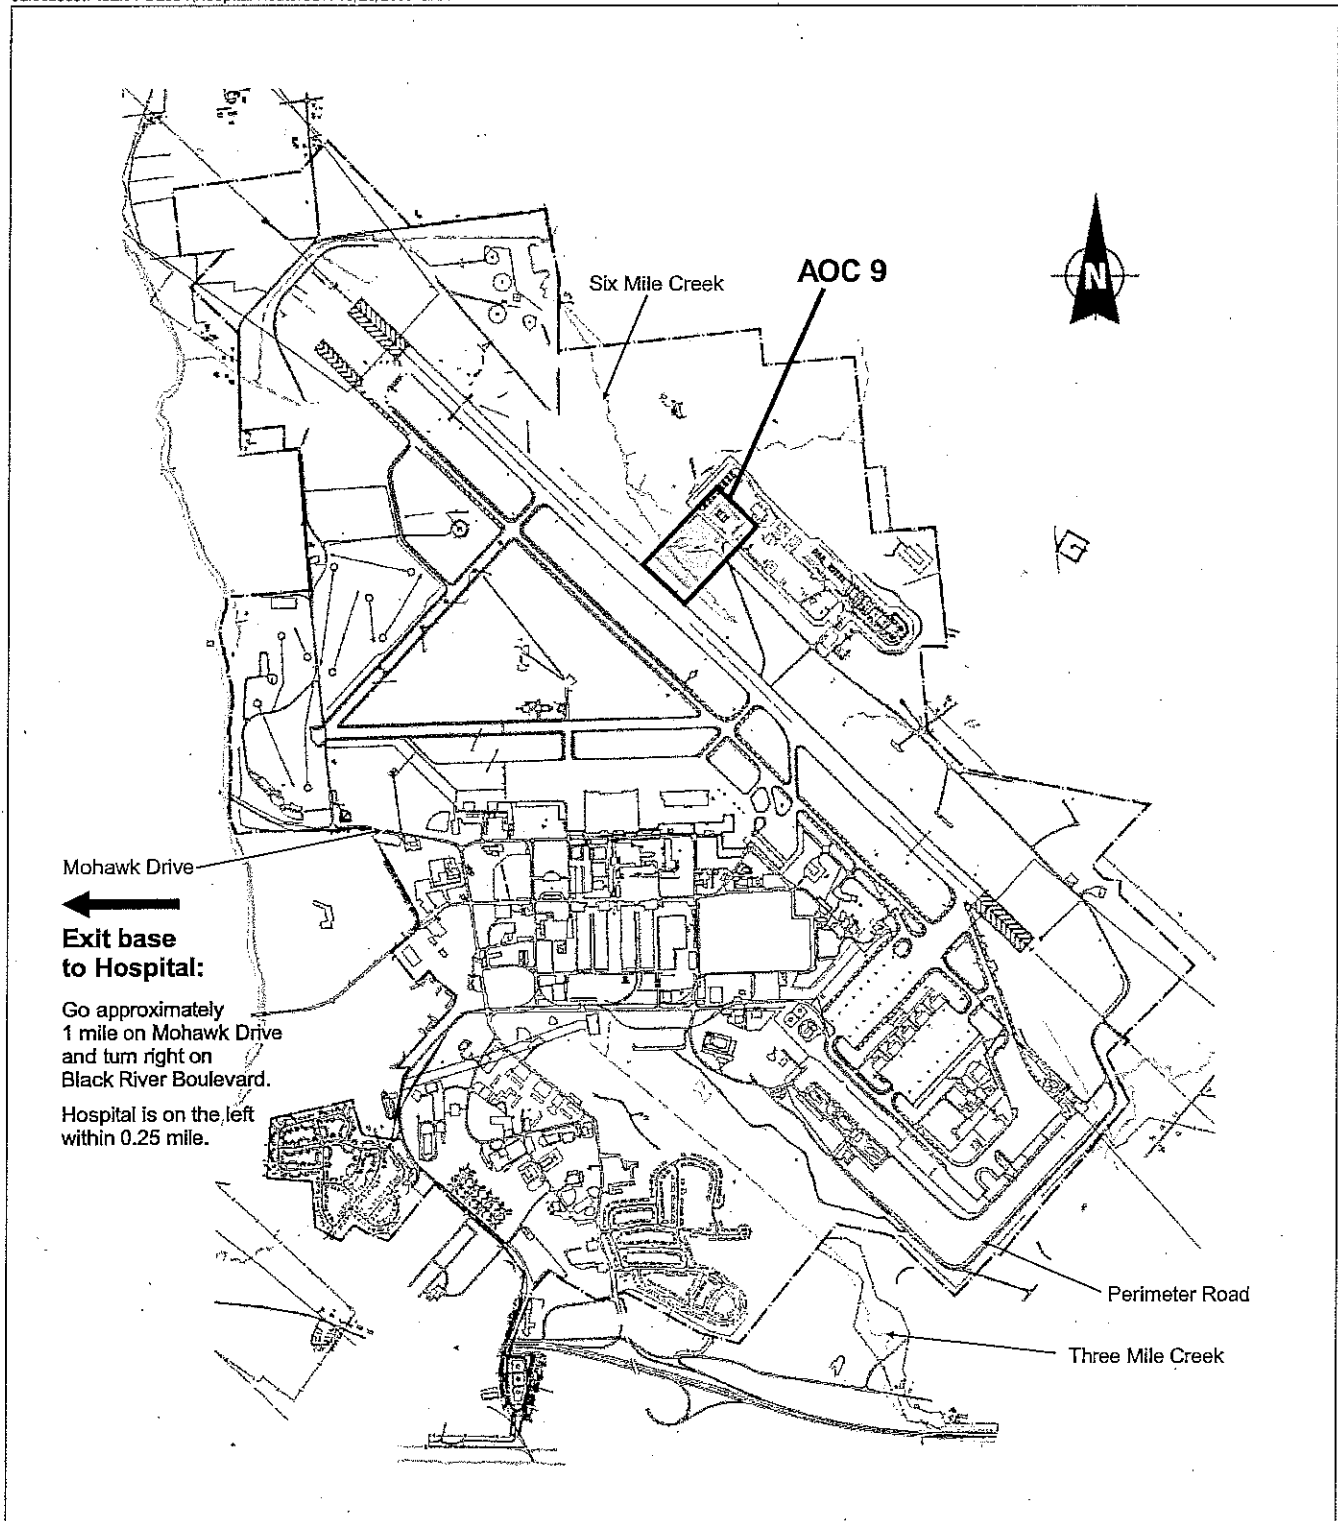 Six Mile Creek
AOC 9
N
Mohawk Drive
Exit base
to Hospital:
Go approximately
1 mile on Mohawk Drive
and turn right on
Black River Boulevard.
Hospital is on the left
within 0.25 mile.
Perimeter Road
Three Mile Creek